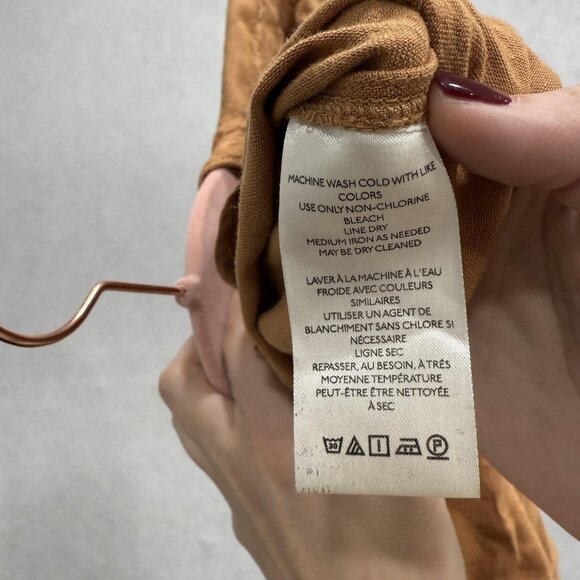 MACHINE WASH COLD WITH LIKE
COLORS
USE ONLY NON-CHLORINE
BLEACH
LINE DRY
MEDIUM IRON AS NEEDED
MAY BE DRY CLEANED
LAVER À LA MACHINE À L'EAU
FROIDE AVEC COULEURS
SIMILAIRES
UTILISER UN AGENT DE
BLANCHIMENT SANS CHLORE SI
NÉCESSAIRE
LIGNE SEC
REPASSER, AU BESOIN, À TRÉS
MOYENNE TEMPÉRATURE
PEUT-ÊTRE ÊTRE NETTOYÉE
À SEC
30 P